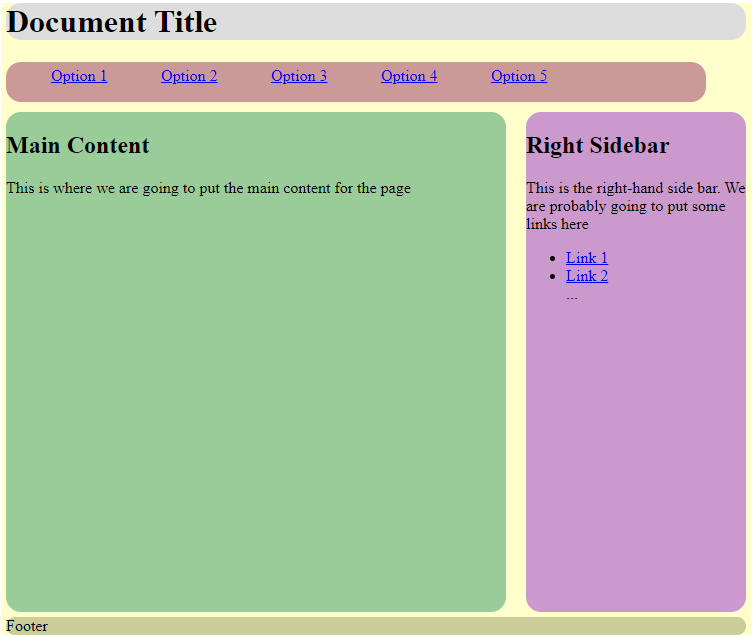 Document Title
Option 1 Option 2 Option 3 Option 4 Option 5
Main Content
This is where we are going to put the main content for the page
Right Sidebar
This is the right-hand side bar. We
are probably going to put some
links here
• Link 1
• Link 2
...
Footer